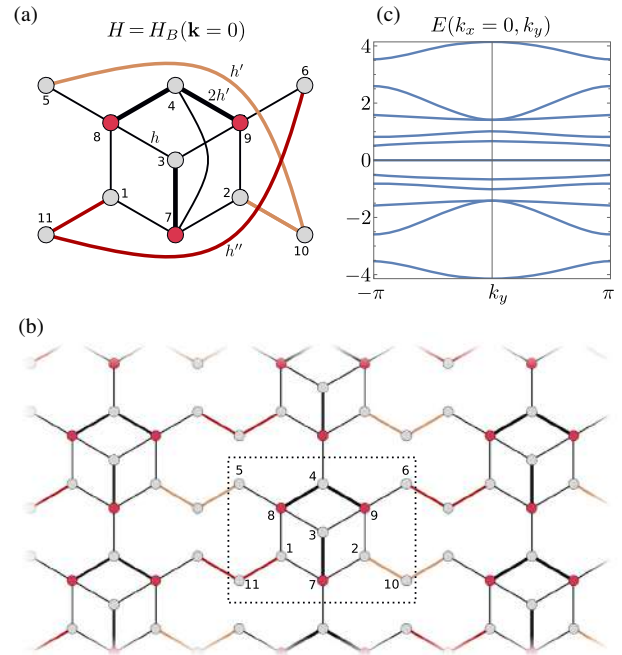 (a)
H = H_B(k = 0)
5
4
6
h′
2h′
8
h
9
3
1
2
7
11
10
h′′
(c)
E(k_x = 0, k_y)
4
2
0
−2
−4
−π
k_y
π
(b)
5
4
6
8
9
3
1
2
11
7
10